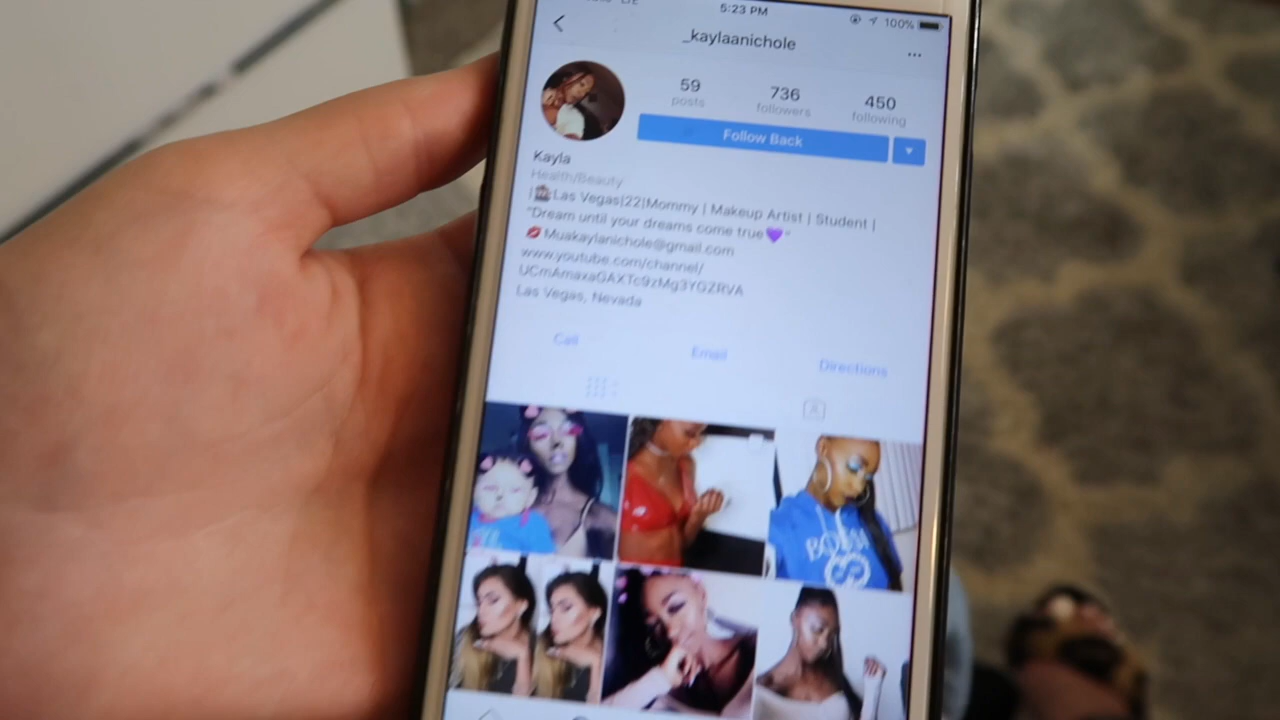 5:23 PM
100%
_kaylaanichole
59
736
450
posts
followers
following
Follow Back
Kayla
Health/Beauty
|Las Vegas|22|Mommy | Makeup Artist | Student |
"Dream until your dreams come true💜"
💋 Muakaylanichole@gmail.com
www.youtube.com/channel/
UCmAmaxaGAXTc9zMg3YGZRVA
Las Vegas, Nevada
Call
Email
Directions